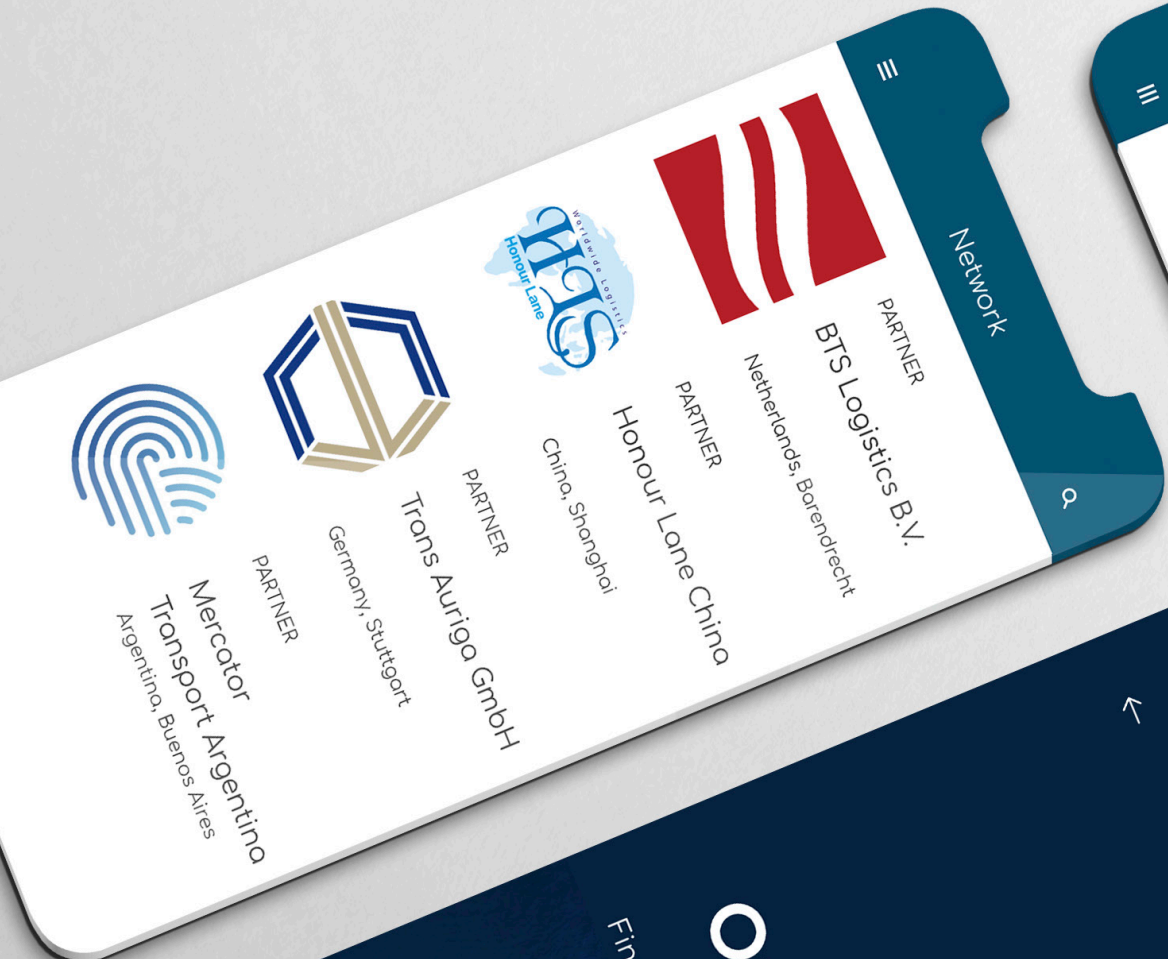 Network
PARTNER
BTS Logistics B.V.
Netherlands, Barendrecht
Worldwide Logistics
HLS
Honour Lane
PARTNER
Honour Lane China
China, Shanghai
PARTNER
Trans Auriga GmbH
Germany, Stuttgart
PARTNER
Mercator
Transport Argentina
Argentina, Buenos Aires